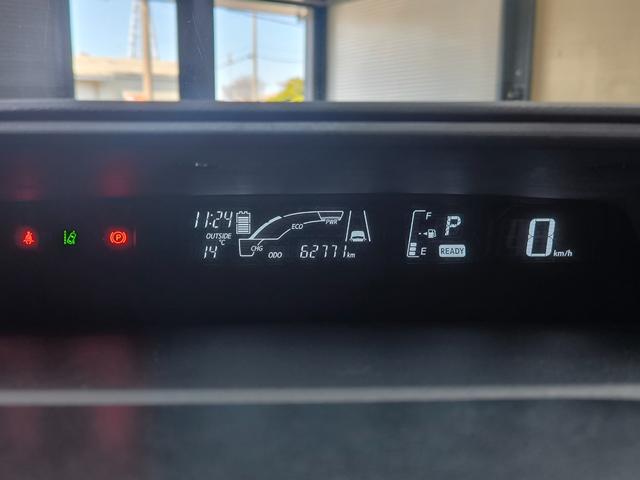 11:24
OUTSIDE
14 °C
CHG
ECO
PWR
ODO 62771 km
F
E
P
READY
0 km/h
(P)